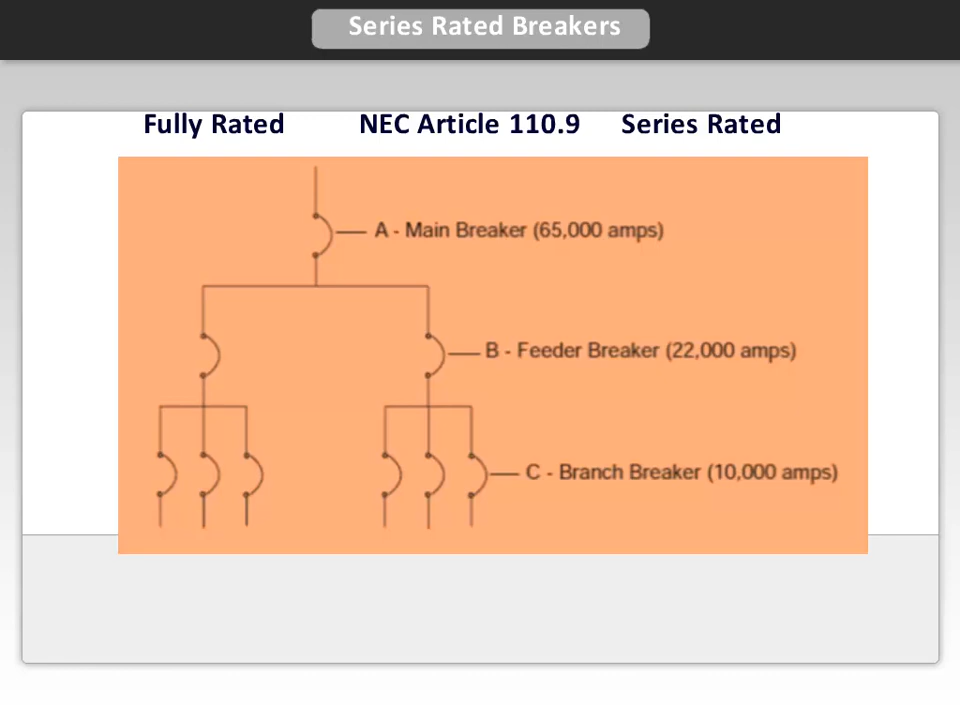 Series Rated Breakers
Fully Rated NEC Article 110.9 Series Rated
A - Main Breaker (65,000 amps)
B - Feeder Breaker (22,000 amps)
C - Branch Breaker (10,000 amps)